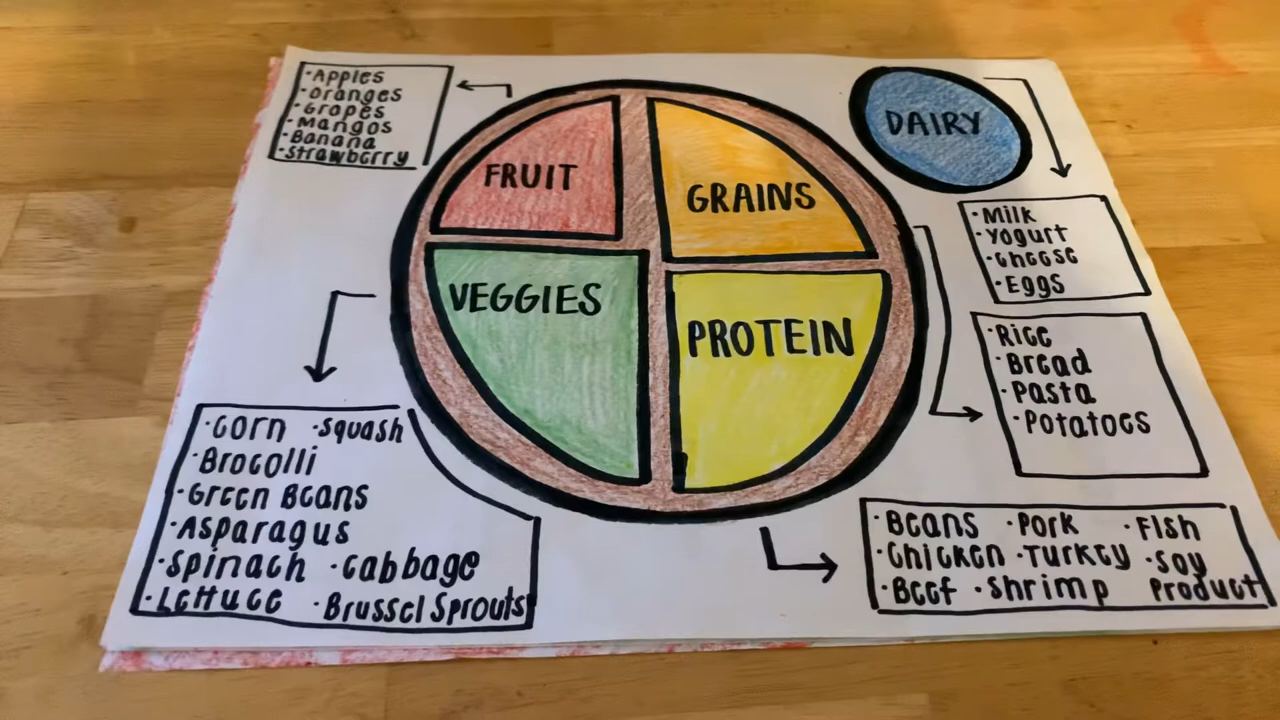 ·Apples
·Oranges
·Grapes
·Mangos
·Banana
·Strawberry
FRUIT
GRAINS
VEGGIES
PROTEIN
DAIRY
·Milk
·Yogurt
·Cheese
·Eggs
·Rice
·Bread
·Pasta
·Potatoes
·Corn ·Squash
·Brocolli
·Green Beans
·Asparagus
·Spinach ·Cabbage
·Lettuce ·Brussel Sprouts
·Beans ·Pork ·Fish
·Chicken ·Turkey ·Soy
·Beef ·Shrimp Product